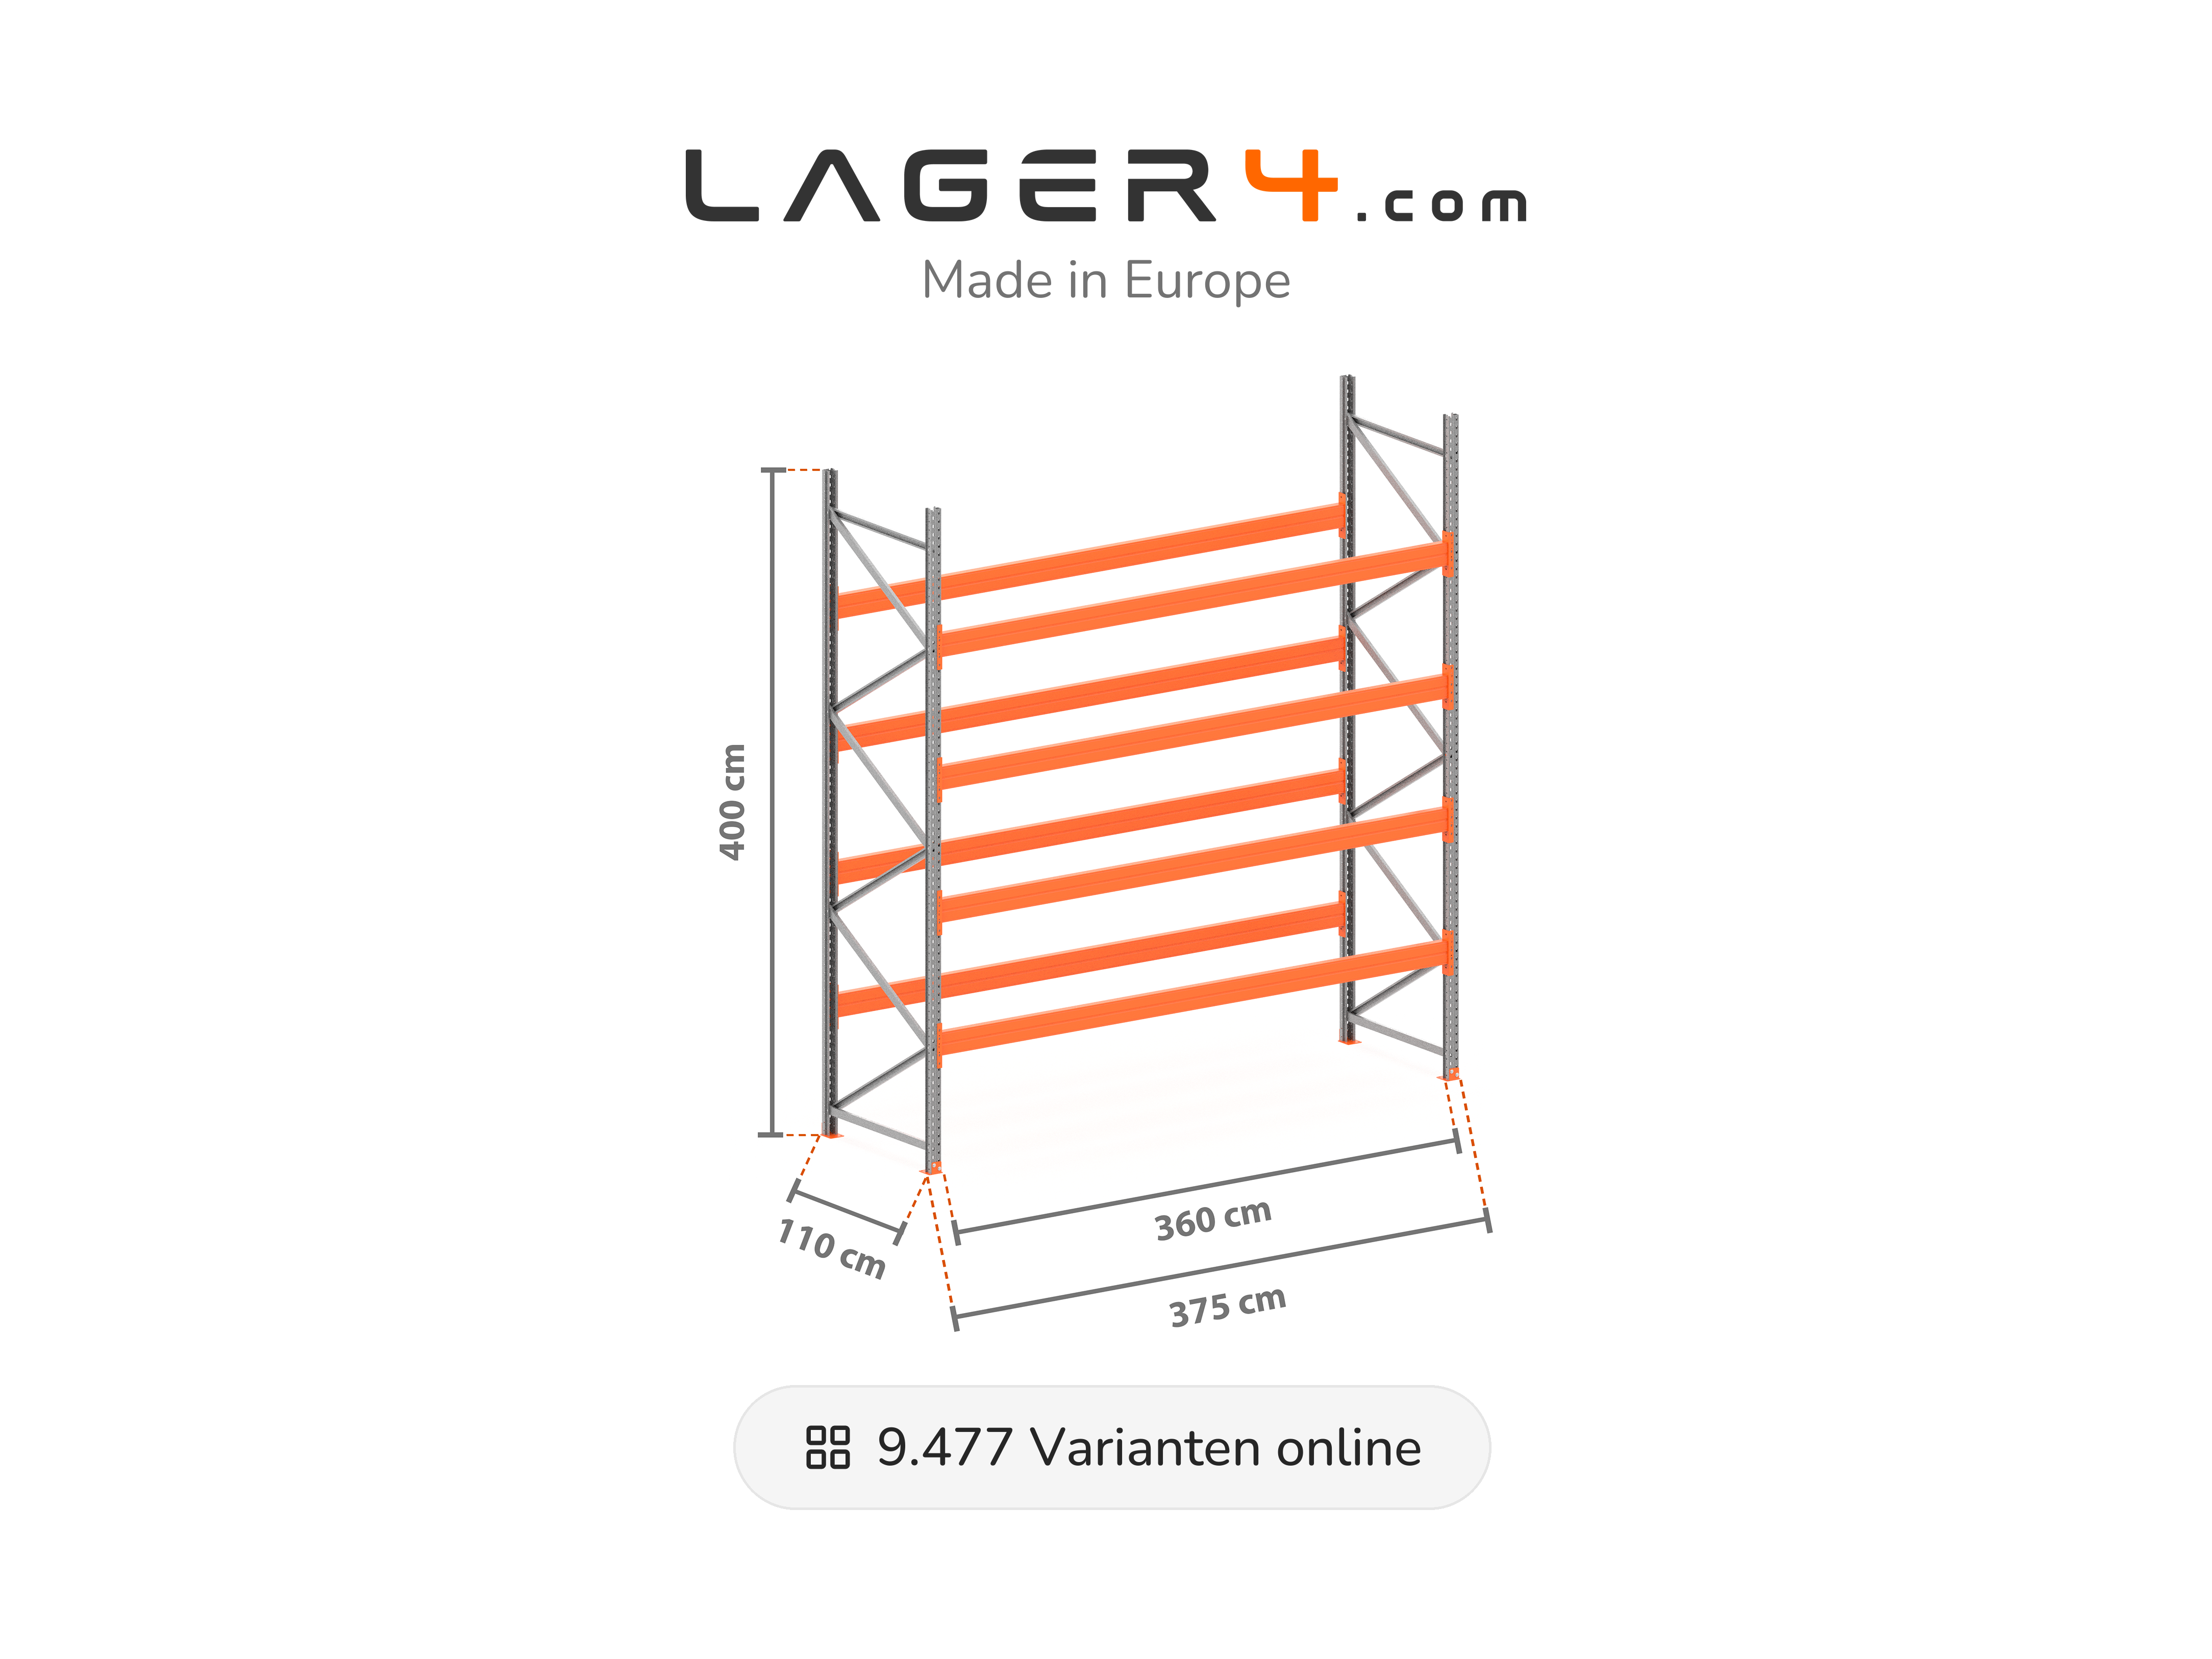 LAGER4.com
Made in Europe
400 cm
110 cm
360 cm
375 cm
9.477 Varianten online